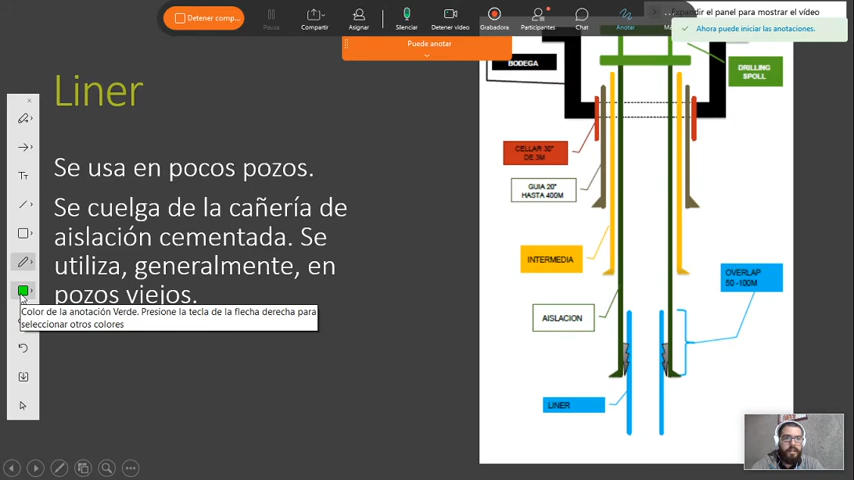 Detener comp...
Pausa
Compartir
Asignar
Silenciar
Detener vídeo
Grabadora
Participantes
Chat
Anotar
Expandir el panel para mostrar el vídeo
Ahora puede iniciar las anotaciones.
Puede anotar
Liner
Se usa en pocos pozos.
Se cuelga de la cañería de
aislación cementada. Se
utiliza, generalmente, en
pozos viejos.
Tт
Color de la anotación Verde. Presione la tecla de la flecha derecha para
seleccionar otros colores
BODEGA
DRILLING
SPOLL
CELLAR 30"
DE 3M
GUIA 20"
HASTA 400M
INTERMEDIA
OVERLAP
50 -100M
AISLACION
LINER